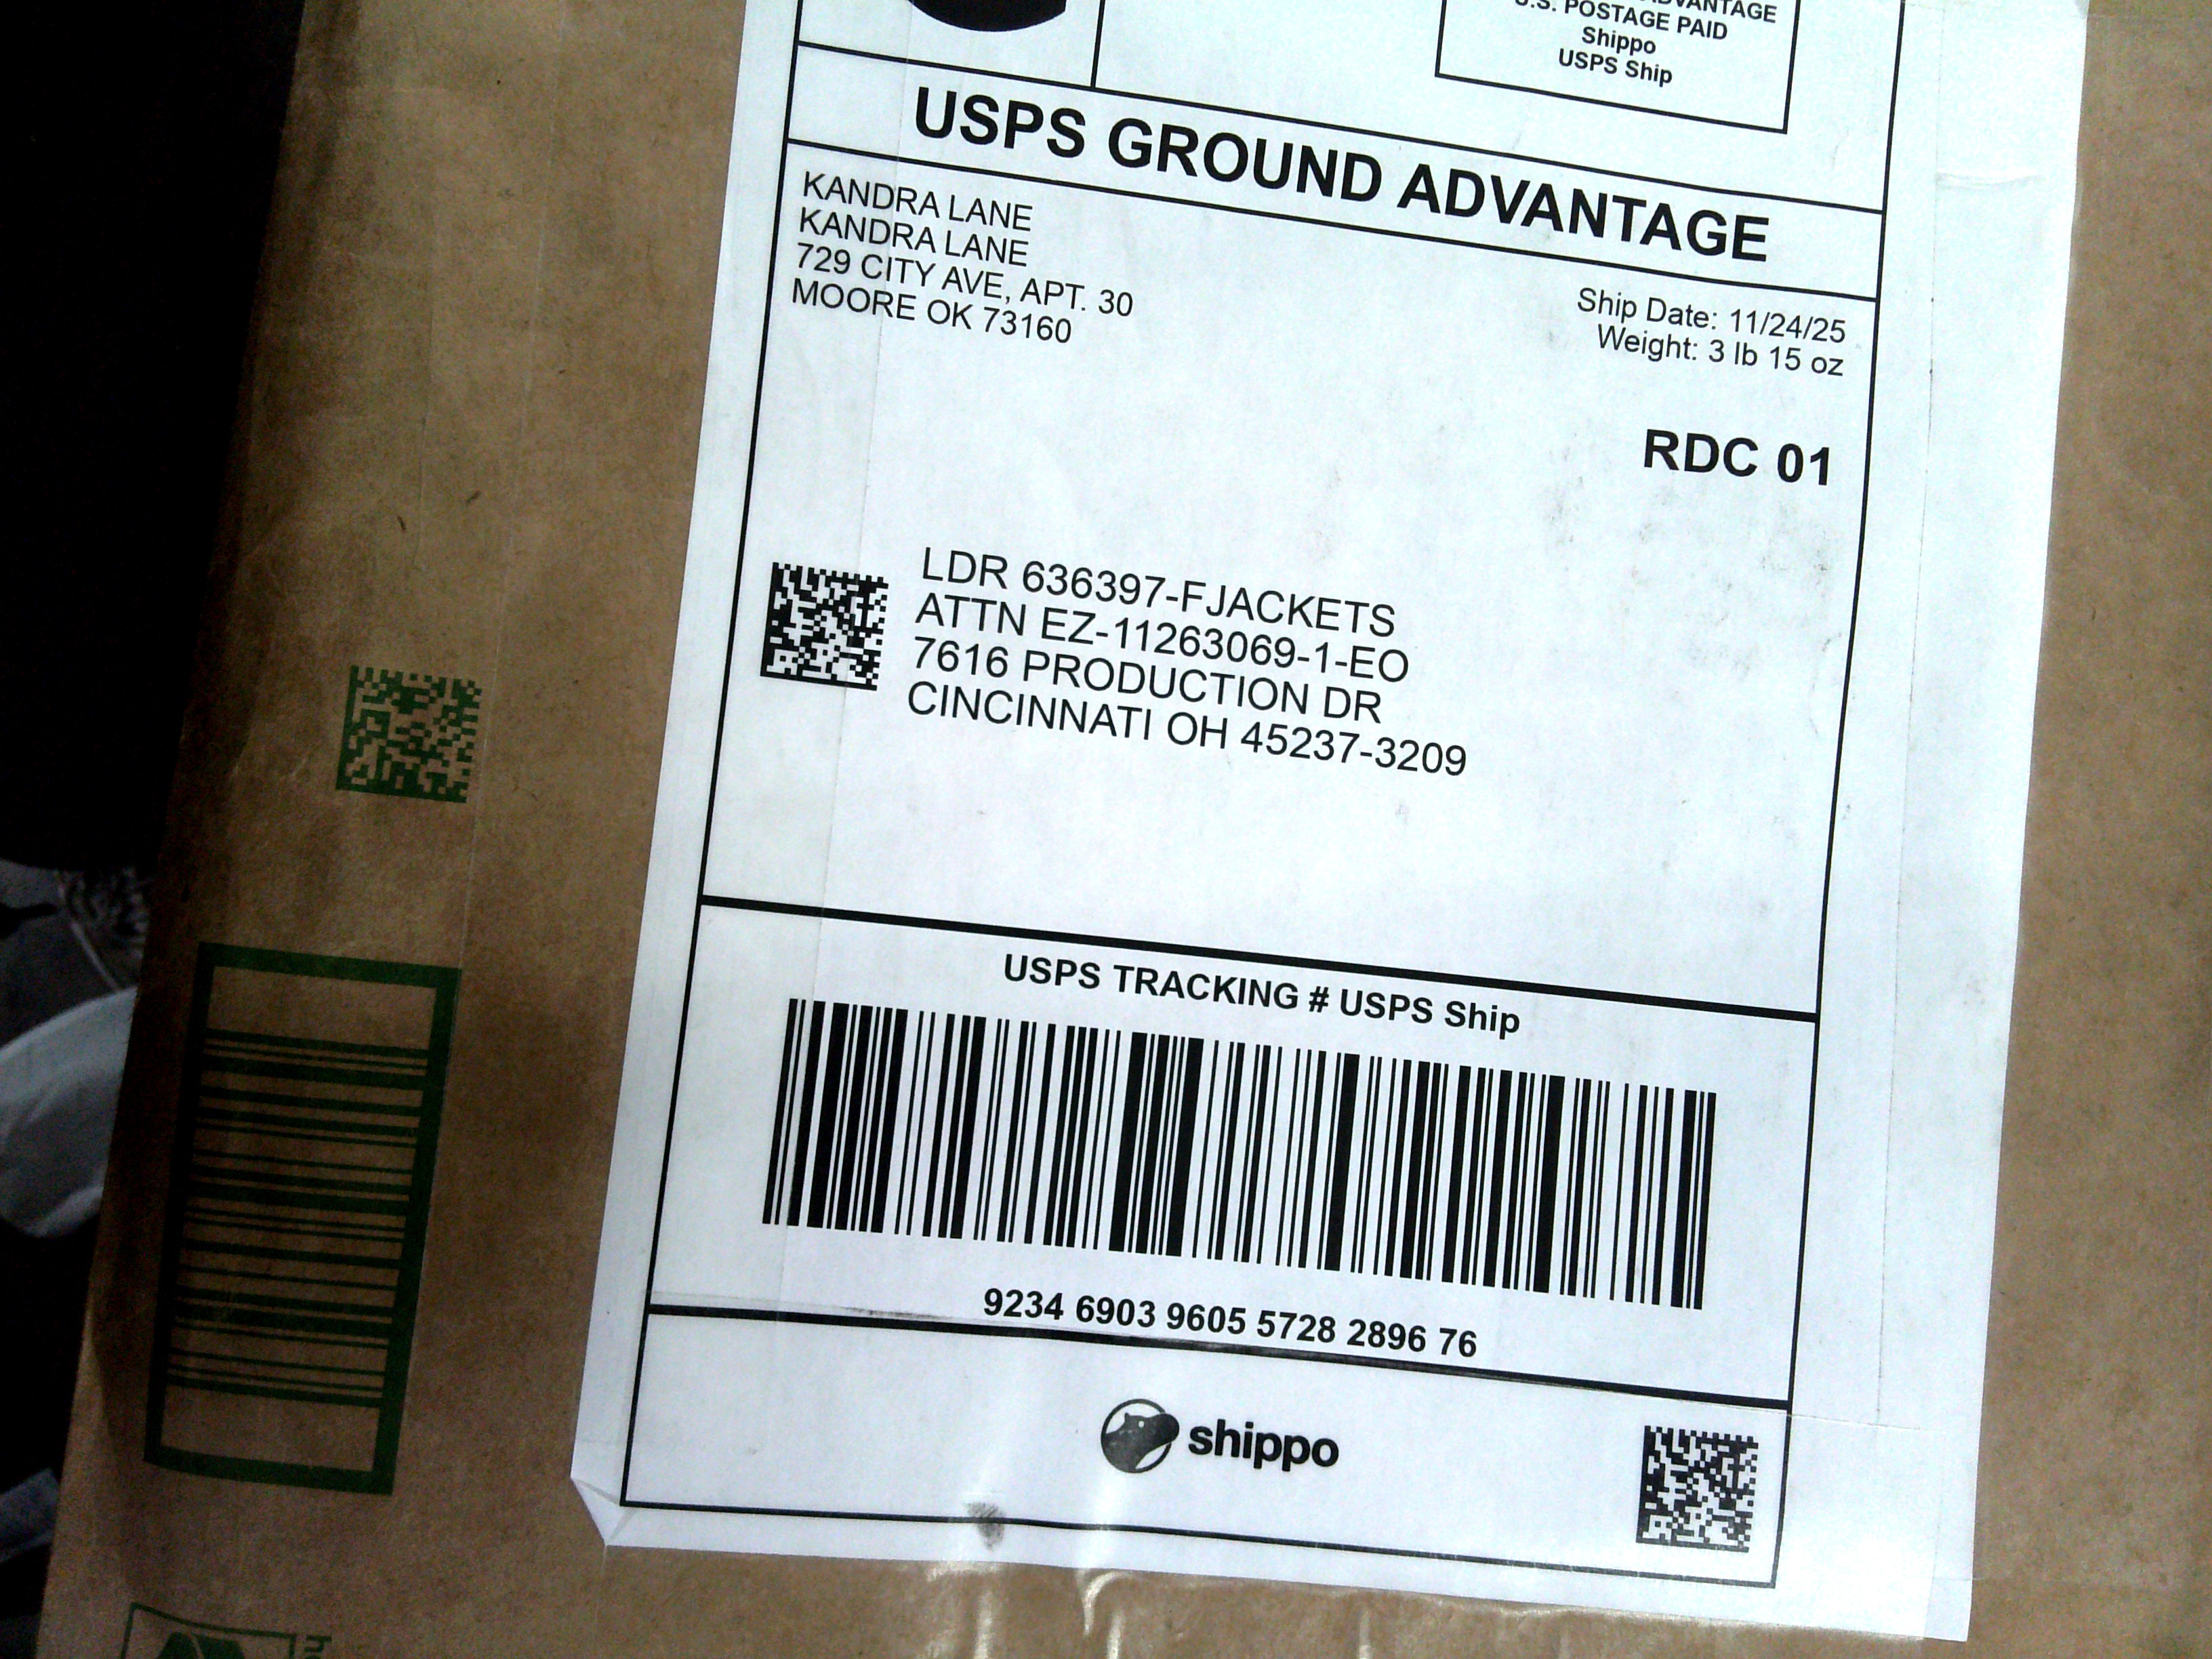 ADVANTAGE
U.S. POSTAGE PAID
Shippo
USPS Ship
USPS GROUND ADVANTAGE
KANDRA LANE
KANDRA LANE
729 CITY AVE, APT. 30
MOORE OK 73160
Ship Date: 11/24/25
Weight: 3 lb 15 oz
RDC 01
LDR 636397-FJACKETS
ATTN EZ-11263069-1-EO
7616 PRODUCTION DR
CINCINNATI OH 45237-3209
USPS TRACKING # USPS Ship
9234 6903 9605 5728 2896 76
shippo